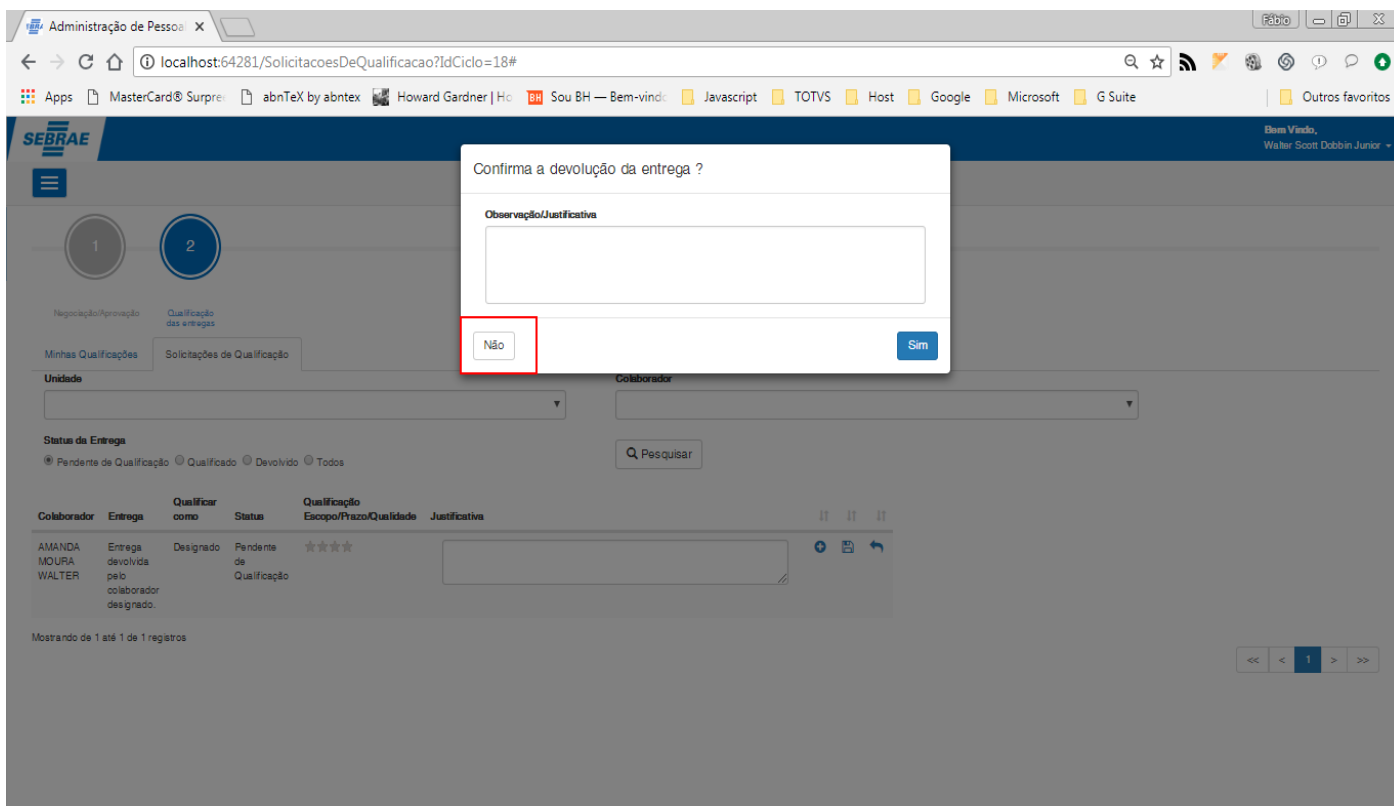 Administração de Pessoa
Fábio
localhost:64281/SolicitacoesDeQualificacao?IdCiclo=18#
Apps MasterCard® Surpre abnTeX by abntex Howard Gardner | Ho BH Sou BH — Bem-vind Javascript TOTVS Host Google Microsoft G Suite Outros favoritos
SEBRAE
Bem Vindo,
Walter Scott Dobbin Junior
Confirma a devolução da entrega ?
Observação/Justificativa
Não Sim
1 2
Negociação/Aprovação Qualificação
das entregas
Minhas Qualificações Solicitações de Qualificação
Unidade Colaborador
Status da Entrega
Pendente de Qualificação Qualificado Devolvido Todos
Pesquisar
Colaborador Entrega Qualificar
como Status Qualificação
Escopo/Prazo/Qualidade Justificativa
AMANDA
MOURA
WALTER
Entrega
devolvida
pelo
colaborador
designado.
Designado
Pendente
de
Qualificação
Mostrando de 1 até 1 de 1 registros
<< < 1 > >>